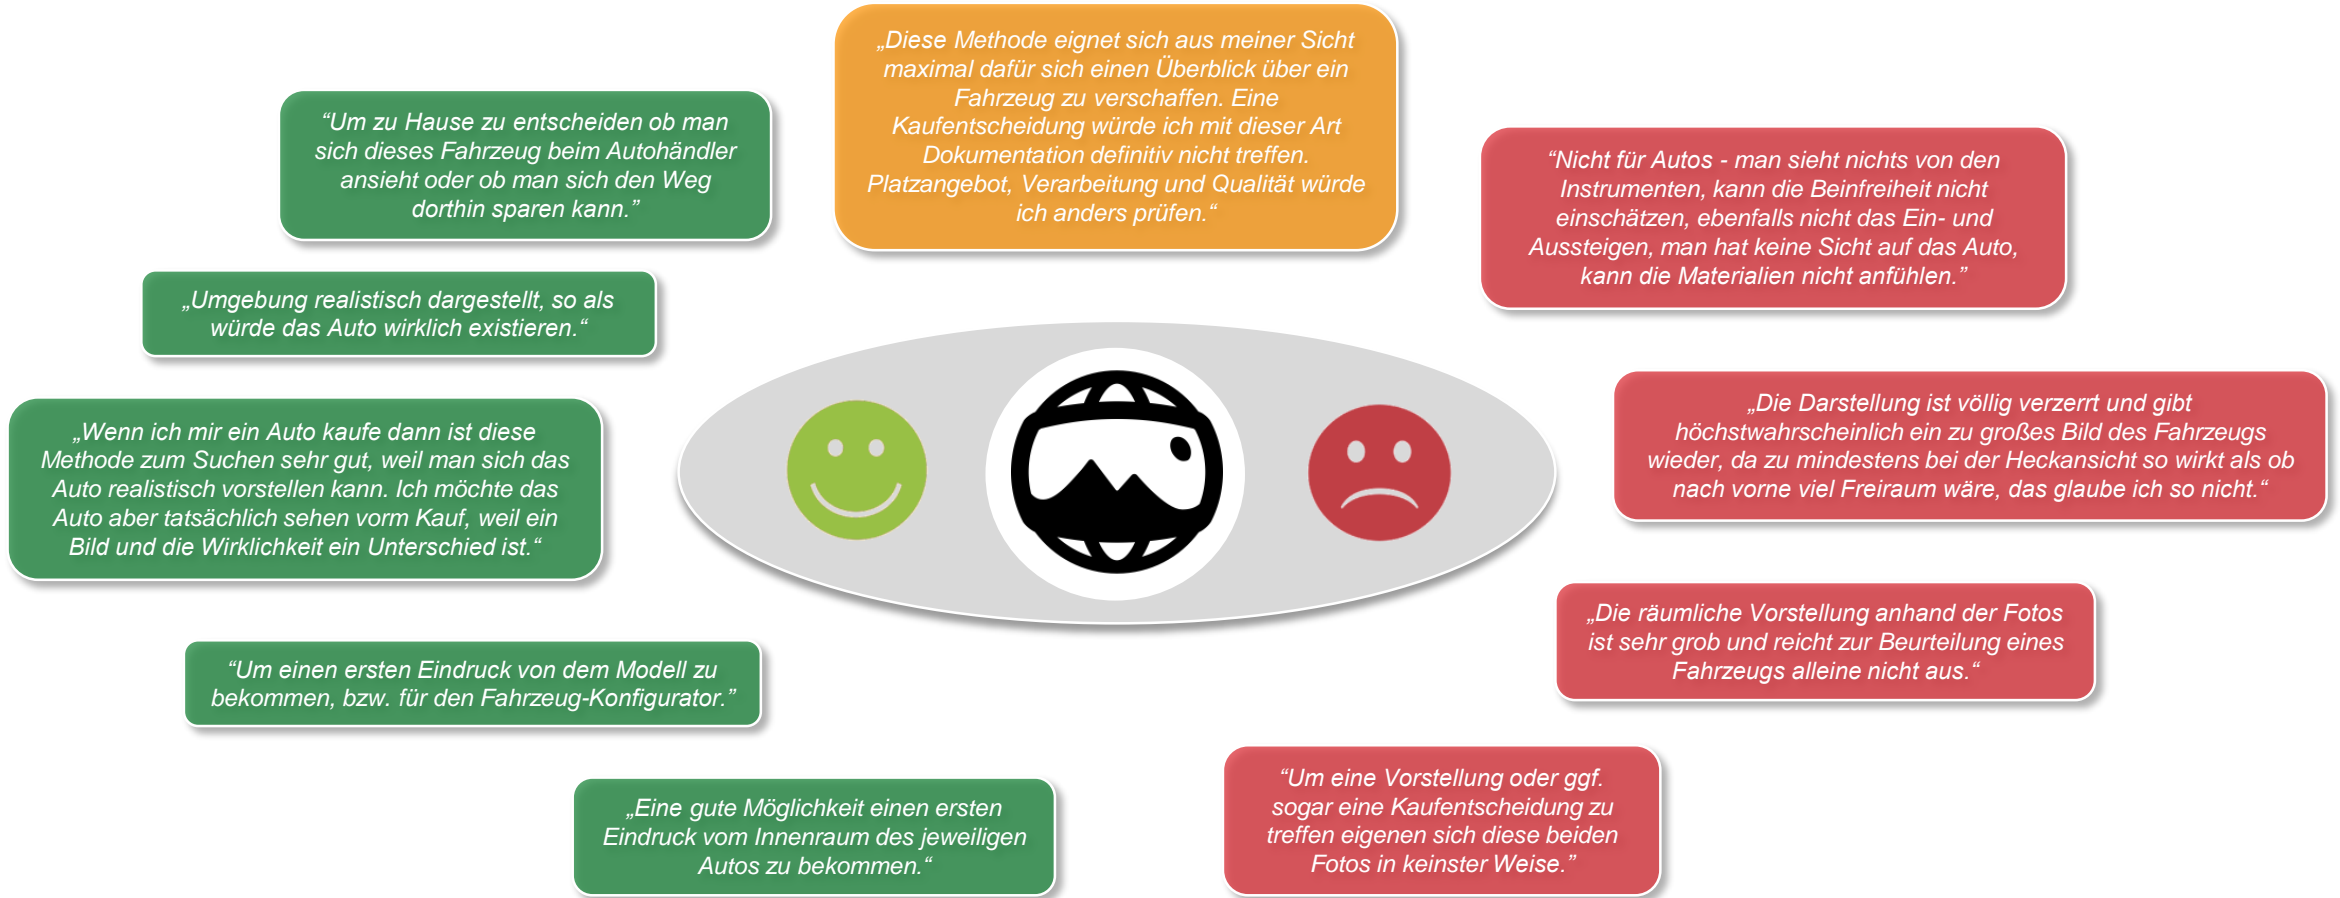 „Diese Methode eignet sich aus meiner Sicht
maximal dafür sich einen Überblick über ein
Fahrzeug zu verschaffen. Eine
Kaufentscheidung würde ich mit dieser Art
Dokumentation definitiv nicht treffen.
Platzangebot, Verarbeitung und Qualität würde
ich anders prüfen.“
“Um zu Hause zu entscheiden ob man
sich dieses Fahrzeug beim Autohändler
ansieht oder ob man sich den Weg
dorthin sparen kann.”
“Nicht für Autos - man sieht nichts von den
Instrumenten, kann die Beinfreiheit nicht
einschätzen, ebenfalls nicht das Ein- und
Aussteigen, man hat keine Sicht auf das Auto,
kann die Materialien nicht anfühlen.”
„Umgebung realistisch dargestellt, so als
würde das Auto wirklich existieren.“
„Die Darstellung ist völlig verzerrt und gibt
höchstwahrscheinlich ein zu großes Bild des Fahrzeugs
wieder, da zu mindestens bei der Heckansicht so wirkt als ob
nach vorne viel Freiraum wäre, das glaube ich so nicht.“
„Wenn ich mir ein Auto kaufe dann ist diese
Methode zum Suchen sehr gut, weil man sich das
Auto realistisch vorstellen kann. Ich möchte das
Auto aber tatsächlich sehen vorm Kauf, weil ein
Bild und die Wirklichkeit ein Unterschied ist.“
„Die räumliche Vorstellung anhand der Fotos
ist sehr grob und reicht zur Beurteilung eines
Fahrzeugs alleine nicht aus.“
“Um einen ersten Eindruck von dem Modell zu
bekommen, bzw. für den Fahrzeug-Konfigurator.”
“Um eine Vorstellung oder ggf.
sogar eine Kaufentscheidung zu
treffen eigenen sich diese beiden
Fotos in keinster Weise.”
„Eine gute Möglichkeit einen ersten
Eindruck vom Innenraum des jeweiligen
Autos zu bekommen.“